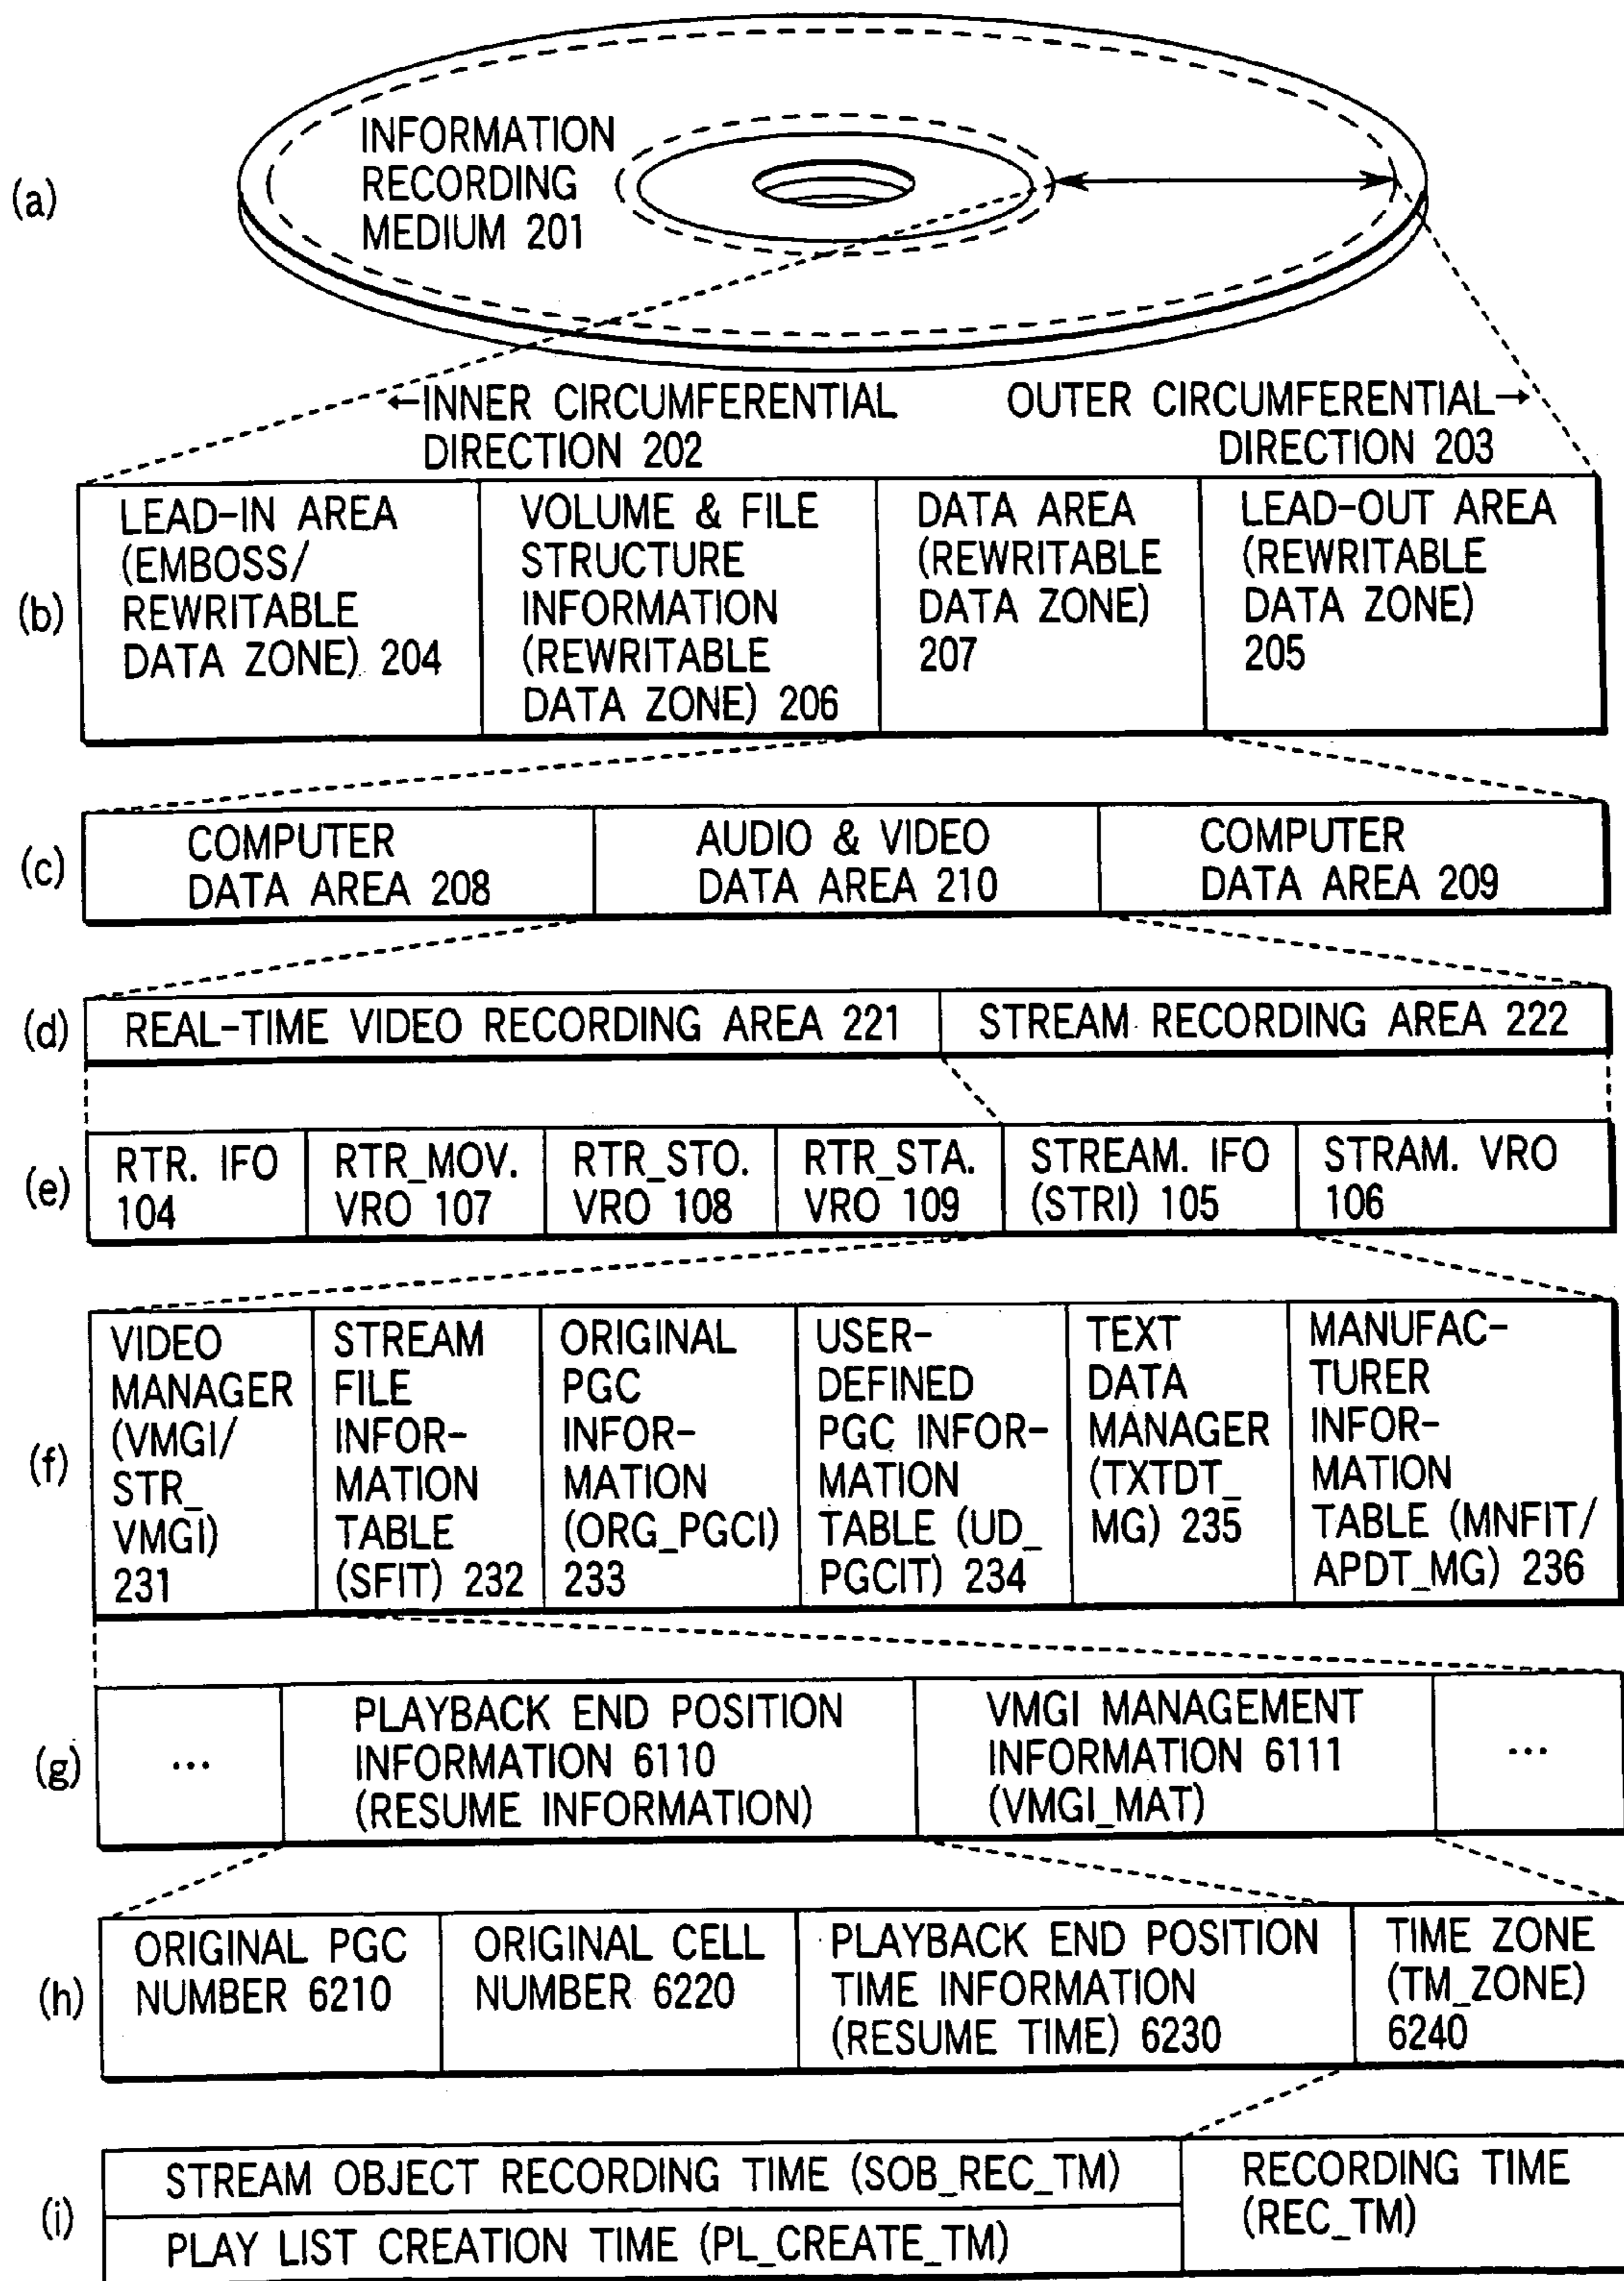 (a)
INFORMATION
RECORDING
MEDIUM 201
←INNER CIRCUMFERENTIAL
DIRECTION 202
OUTER CIRCUMFERENTIAL→
DIRECTION 203
(b)
LEAD-IN AREA
(EMBOSS/
REWRITABLE
DATA ZONE) 204
VOLUME & FILE
STRUCTURE
INFORMATION
(REWRITABLE
DATA ZONE) 206
DATA AREA
(REWRITABLE
DATA ZONE)
207
LEAD-OUT AREA
(REWRITABLE
DATA ZONE)
205
(c)
COMPUTER
DATA AREA 208
AUDIO & VIDEO
DATA AREA 210
COMPUTER
DATA AREA 209
(d)
REAL-TIME VIDEO RECORDING AREA 221
STREAM RECORDING AREA 222
(e)
RTR. IFO
104
RTR_MOV.
VRO 107
RTR_STO.
VRO 108
RTR_STA.
VRO 109
STREAM. IFO
(STRI) 105
STRAM. VRO
106
(f)
VIDEO
MANAGER
(VMGI/
STR_
VMGI)
231
STREAM
FILE
INFOR-
MATION
TABLE
(SFIT) 232
ORIGINAL
PGC
INFOR-
MATION
(ORG_PGCI)
233
USER-
DEFINED
PGC INFOR-
MATION
TABLE (UD_
PGCIT) 234
TEXT
DATA
MANAGER
(TXTDT_
MG) 235
MANUFAC-
TURER
INFOR-
MATION
TABLE (MNFIT/
APDT_MG) 236
(g)
...
PLAYBACK END POSITION
INFORMATION 6110
(RESUME INFORMATION)
VMGI MANAGEMENT
INFORMATION 6111
(VMGI_MAT)
...
(h)
ORIGINAL PGC
NUMBER 6210
ORIGINAL CELL
NUMBER 6220
PLAYBACK END POSITION
TIME INFORMATION
(RESUME TIME) 6230
TIME ZONE
(TM_ZONE)
6240
(i)
STREAM OBJECT RECORDING TIME (SOB_REC_TM)
PLAY LIST CREATION TIME (PL_CREATE_TM)
RECORDING TIME
(REC_TM)